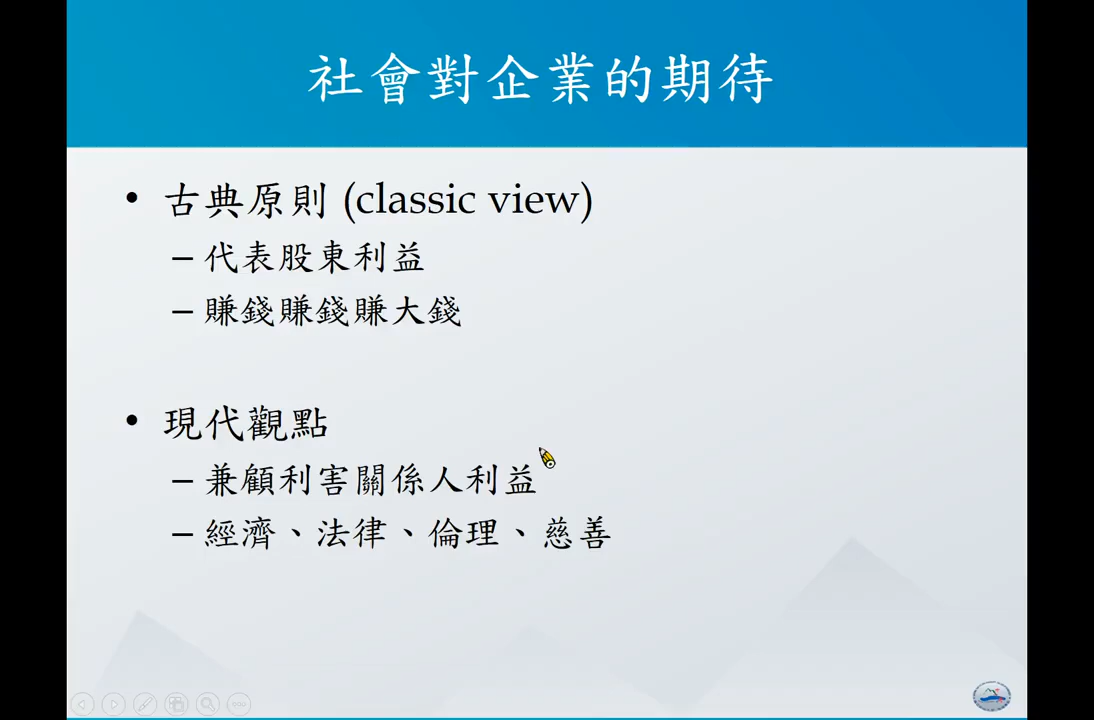 社會對企業的期待
• 古典原則 (classic view)
– 代表股東利益
– 賺錢賺錢賺大錢
• 現代觀點
– 兼顧利害關係人利益
– 經濟、法律、倫理、慈善